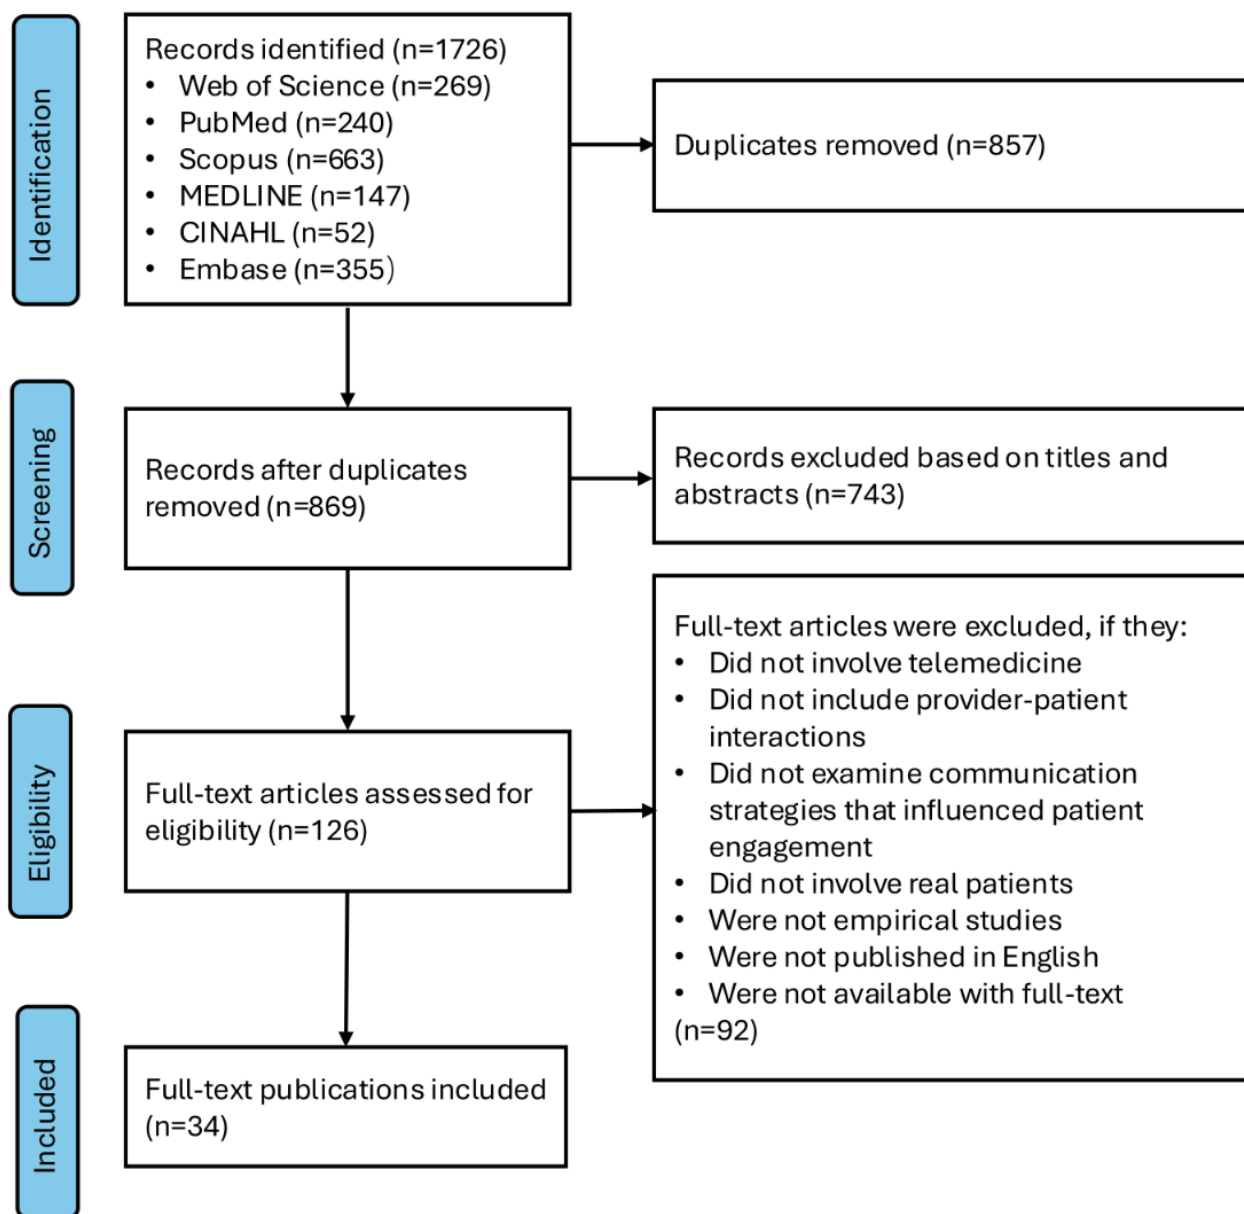 Identification
Records identified (n=1726)
• Web of Science (n=269)
• PubMed (n=240)
• Scopus (n=663)
• MEDLINE (n=147)
• CINAHL (n=52)
• Embase (n=355)
Duplicates removed (n=857)
Screening
Records after duplicates
removed (n=869)
Records excluded based on titles and
abstracts (n=743)
Eligibility
Full-text articles assessed for
eligibility (n=126)
Full-text articles were excluded, if they:
• Did not involve telemedicine
• Did not include provider-patient
interactions
• Did not examine communication
strategies that influenced patient
engagement
• Did not involve real patients
• Were not empirical studies
• Were not published in English
• Were not available with full-text
(n=92)
Included
Full-text publications included
(n=34)